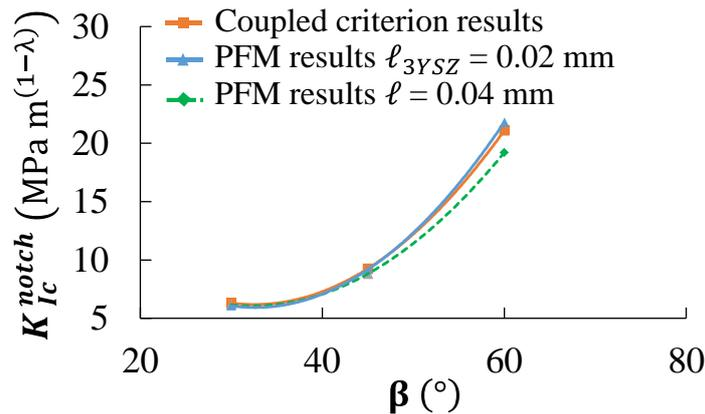 Coupled criterion results
PFM results ℓ₃YSZ = 0.02 mm
PFM results ℓ = 0.04 mm
K_Ic^notch (MPa m^(1−λ))
30
25
20
15
10
5
20 40 60 80
β (°)